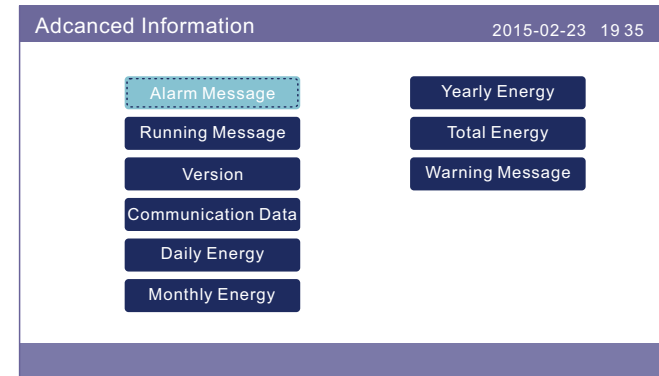 Adcanced Information
2015-02-23 19 35
Alarm Message
Running Message
Version
Communication Data
Daily Energy
Monthly Energy
Yearly Energy
Total Energy
Warning Message